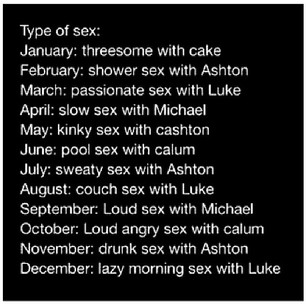 Type of sex:
January: threesome with cake
February: shower sex with Ashton
March: passionate sex with Luke
April: slow sex with Michael
May: kinky sex with cashton
June: pool sex with calum
July: sweaty sex with Ashton
August: couch sex with Luke
September: Loud sex with Michael
October: Loud angry sex with calum
November: drunk sex with Ashton
December: lazy morning sex with Luke